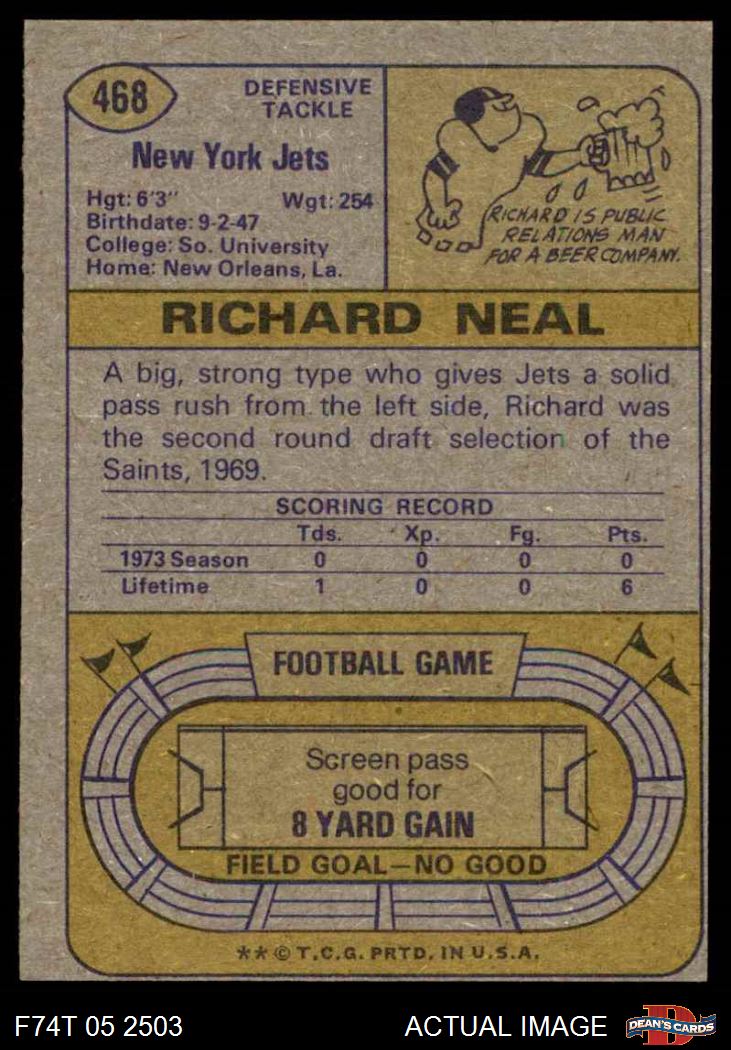 468
DEFENSIVE
TACKLE
New York Jets
Hgt: 6'3" Wgt: 254
Birthdate: 9-2-47
College: So. University
Home: New Orleans, La.
RICHARD IS PUBLIC
RELATIONS MAN
FOR A BEER COMPANY.
RICHARD NEAL
A big, strong type who gives Jets a solid
pass rush from the left side, Richard was
the second round draft selection of the
Saints, 1969.
SCORING RECORD
Tds. Xp. Fg. Pts.
1973 Season 0 0 0 0
Lifetime 1 0 0 6
FOOTBALL GAME
Screen pass
good for
8 YARD GAIN
FIELD GOAL—NO GOOD
** © T.C.G. PRTD. IN U.S.A.
F74T 05 2503 ACTUAL IMAGE
D
DEAN'S CARDS